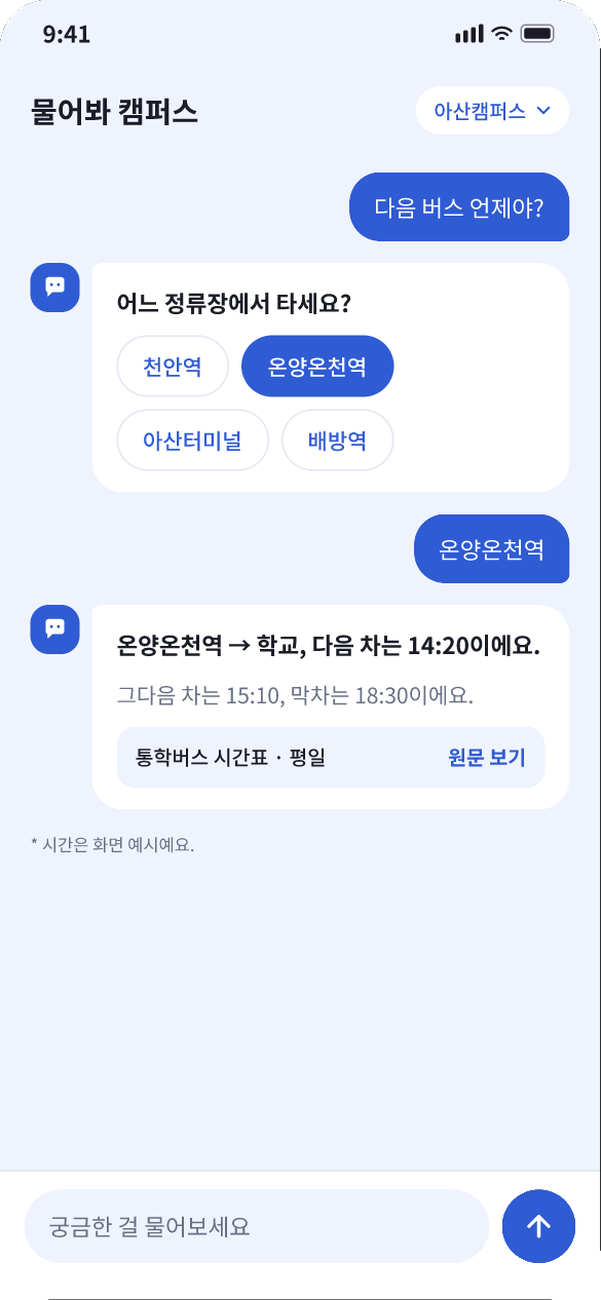 9:41
물어봐 캠퍼스
아산캠퍼스
다음 버스 언제야?
어느 정류장에서 타세요?
천안역 온양온천역
아산터미널 배방역
온양온천역
온양온천역 → 학교, 다음 차는 14:20이에요.
그다음 차는 15:10, 막차는 18:30이에요.
통학버스 시간표 · 평일 원문 보기
* 시간은 화면 예시예요.
궁금한 걸 물어보세요